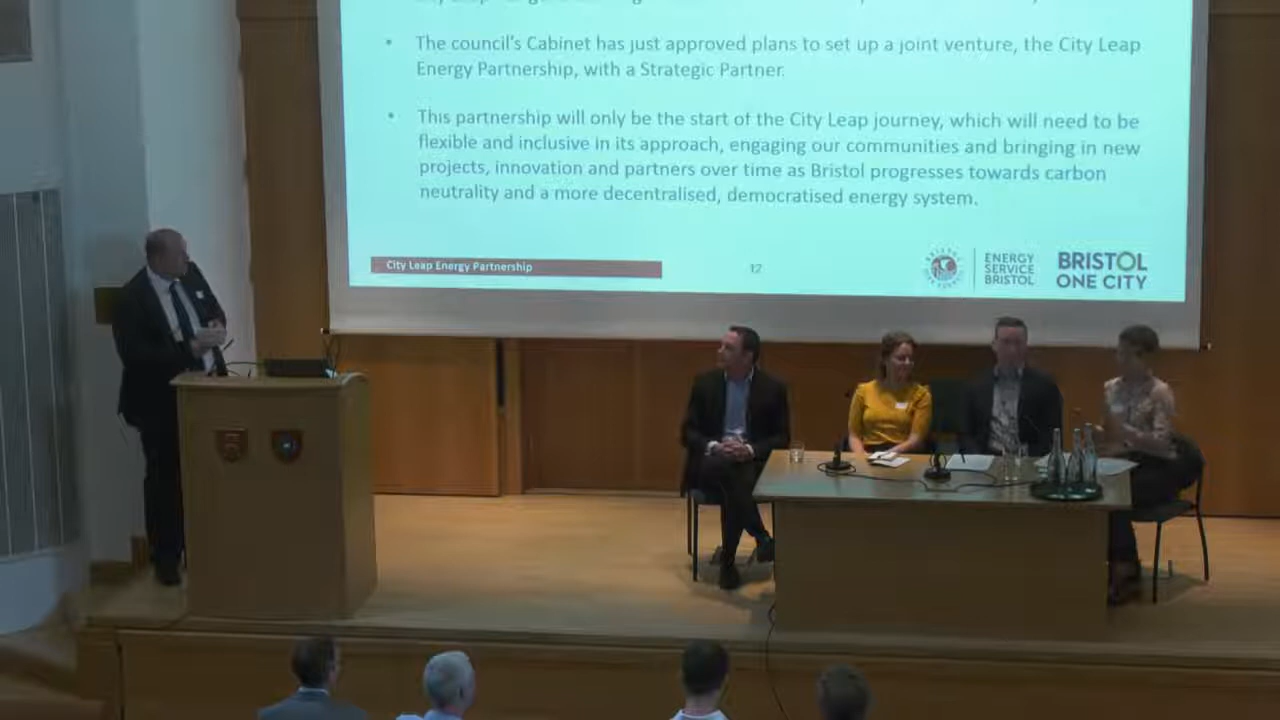 The council's Cabinet has just approved plans to set up a joint venture, the City Leap
Energy Partnership, with a Strategic Partner.
This partnership will only be the start of the City Leap journey, which will need to be
flexible and inclusive in its approach, engaging our communities and bringing in new
projects, innovation and partners over time as Bristol progresses towards carbon
neutrality and a more decentralised, democratised energy system.
City Leap Energy Partnership
12
ENERGY
SERVICE
BRISTOL
BRISTOL
ONE CITY